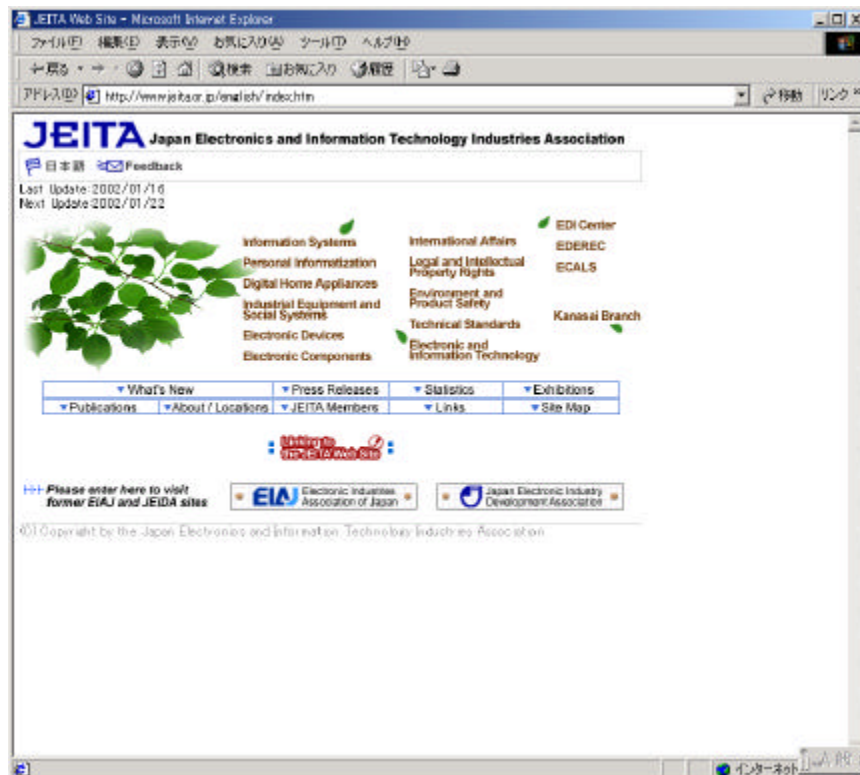 JEITA Web Site - Microsoft Internet Explorer
ファイル(F) 編集(E) 表示(V) お気に入り(A) ツール(T) ヘルプ(H)
戻る 検索 お気に入り 履歴
アドレス(D) http://www.jeita.or.jp/english/index.htm 移動 リンク »
JEITA Japan Electronics and Information Technology Industries Association
日本語 Feedback
Last Update:2002/01/16
Next Update:2002/01/22
Information Systems
Personal Informatization
Digital Home Appliances
Industrial Equipment and
Social Systems
Electronic Devices
Electronic Components
International Affairs
Legal and Intellectual
Property Rights
Environment and
Product Safety
Technical Standards
Electronic and
Information Technology
EDI Center
EDEREC
ECALS
Kanasai Branch
What's New Press Releases Statistics Exhibitions
Publications About / Locations JEITA Members Links Site Map
Linking to
the JEITA Web Site
Please enter here to visit
former EIAJ and JEIDA sites
EIAJ Electronic Industries
Association of Japan
Japan Electronic Industry
Development Association
(C) Copyright by the Japan Electronics and Information Technology Industries Association
インターネット